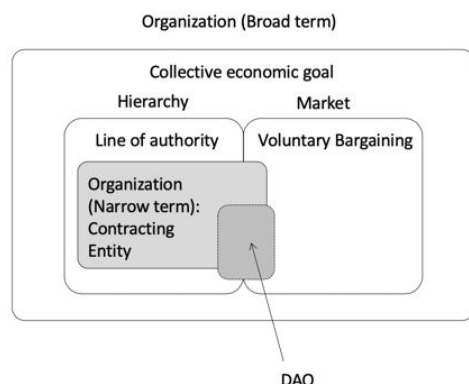 Organization (Broad term)
Collective economic goal
Hierarchy
Market
Line of authority
Voluntary Bargaining
Organization
(Narrow term):
Contracting
Entity
DAO